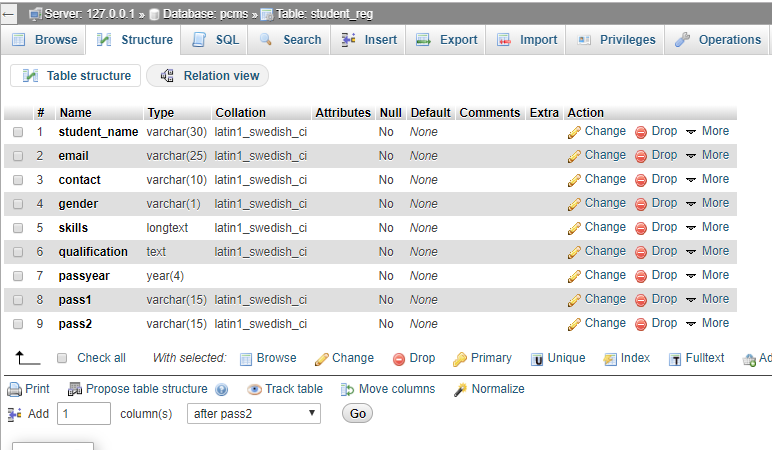 Server: 127.0.0.1 » Database: pcms » Table: student_reg
Browse Structure SQL Search Insert Export Import Privileges Operations
Table structure Relation view
# Name Type Collation Attributes Null Default Comments Extra Action
1 student_name varchar(30) latin1_swedish_ci No None Change Drop More
2 email varchar(25) latin1_swedish_ci No None Change Drop More
3 contact varchar(10) latin1_swedish_ci No None Change Drop More
4 gender varchar(1) latin1_swedish_ci No None Change Drop More
5 skills longtext latin1_swedish_ci No None Change Drop More
6 qualification text latin1_swedish_ci No None Change Drop More
7 passyear year(4) No None Change Drop More
8 pass1 varchar(15) latin1_swedish_ci No None Change Drop More
9 pass2 varchar(15) latin1_swedish_ci No None Change Drop More
Check all With selected: Browse Change Drop Primary Unique Index Fulltext Ad
Print Propose table structure Track table Move columns Normalize
Add 1 column(s) after pass2 Go